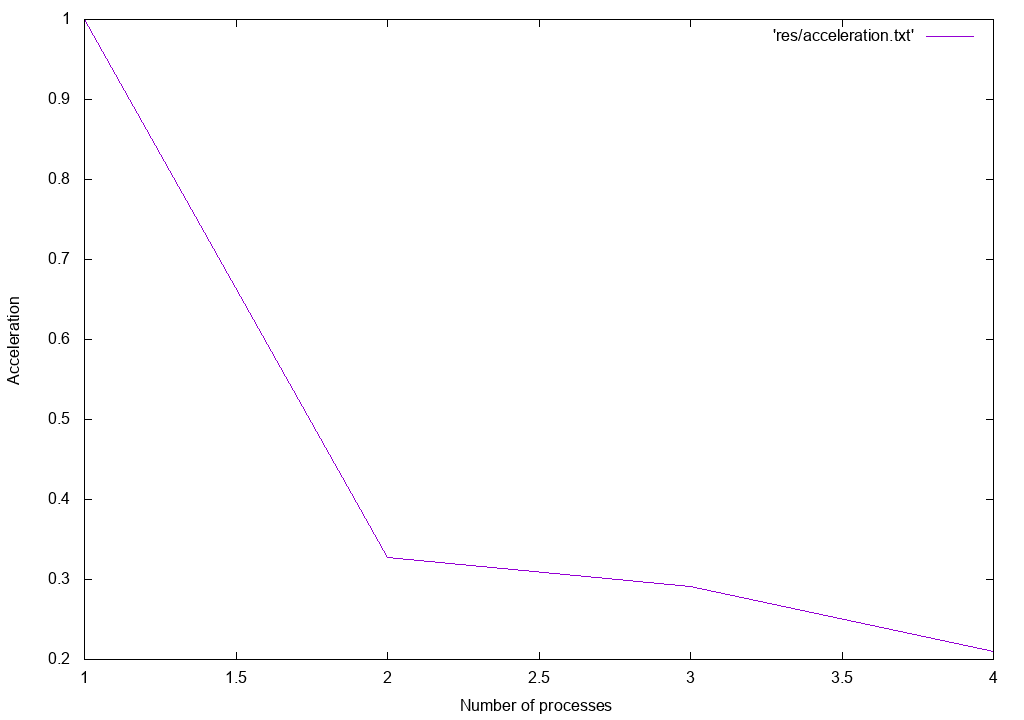 'res/acceleration.txt'
1
0.9
0.8
0.7
0.6
0.5
0.4
0.3
0.2
Acceleration
1 1.5 2 2.5 3 3.5 4
Number of processes